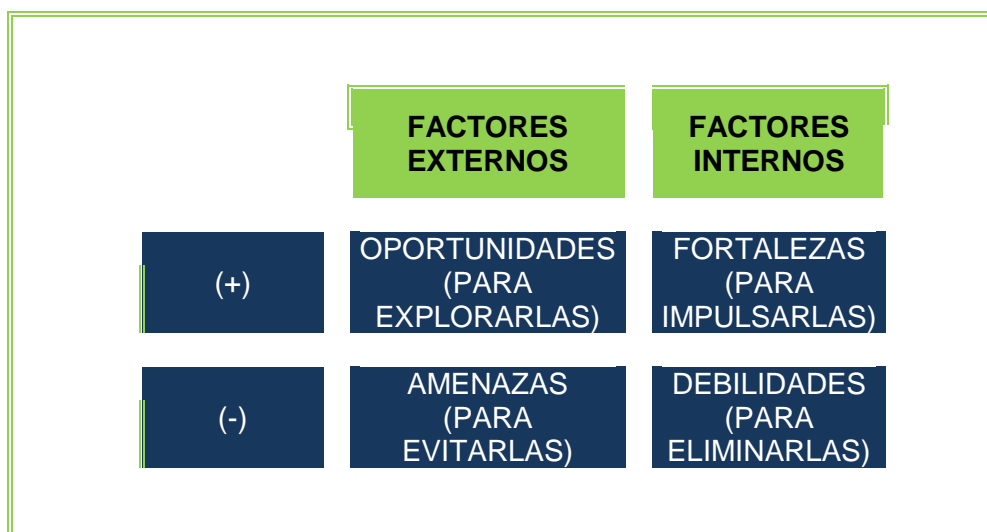 FACTORES
EXTERNOS
FACTORES
INTERNOS
(+)
OPORTUNIDADES
(PARA
EXPLORARLAS)
FORTALEZAS
(PARA
IMPULSARLAS)
(-)
AMENAZAS
(PARA
EVITARLAS)
DEBILIDADES
(PARA
ELIMINARLAS)